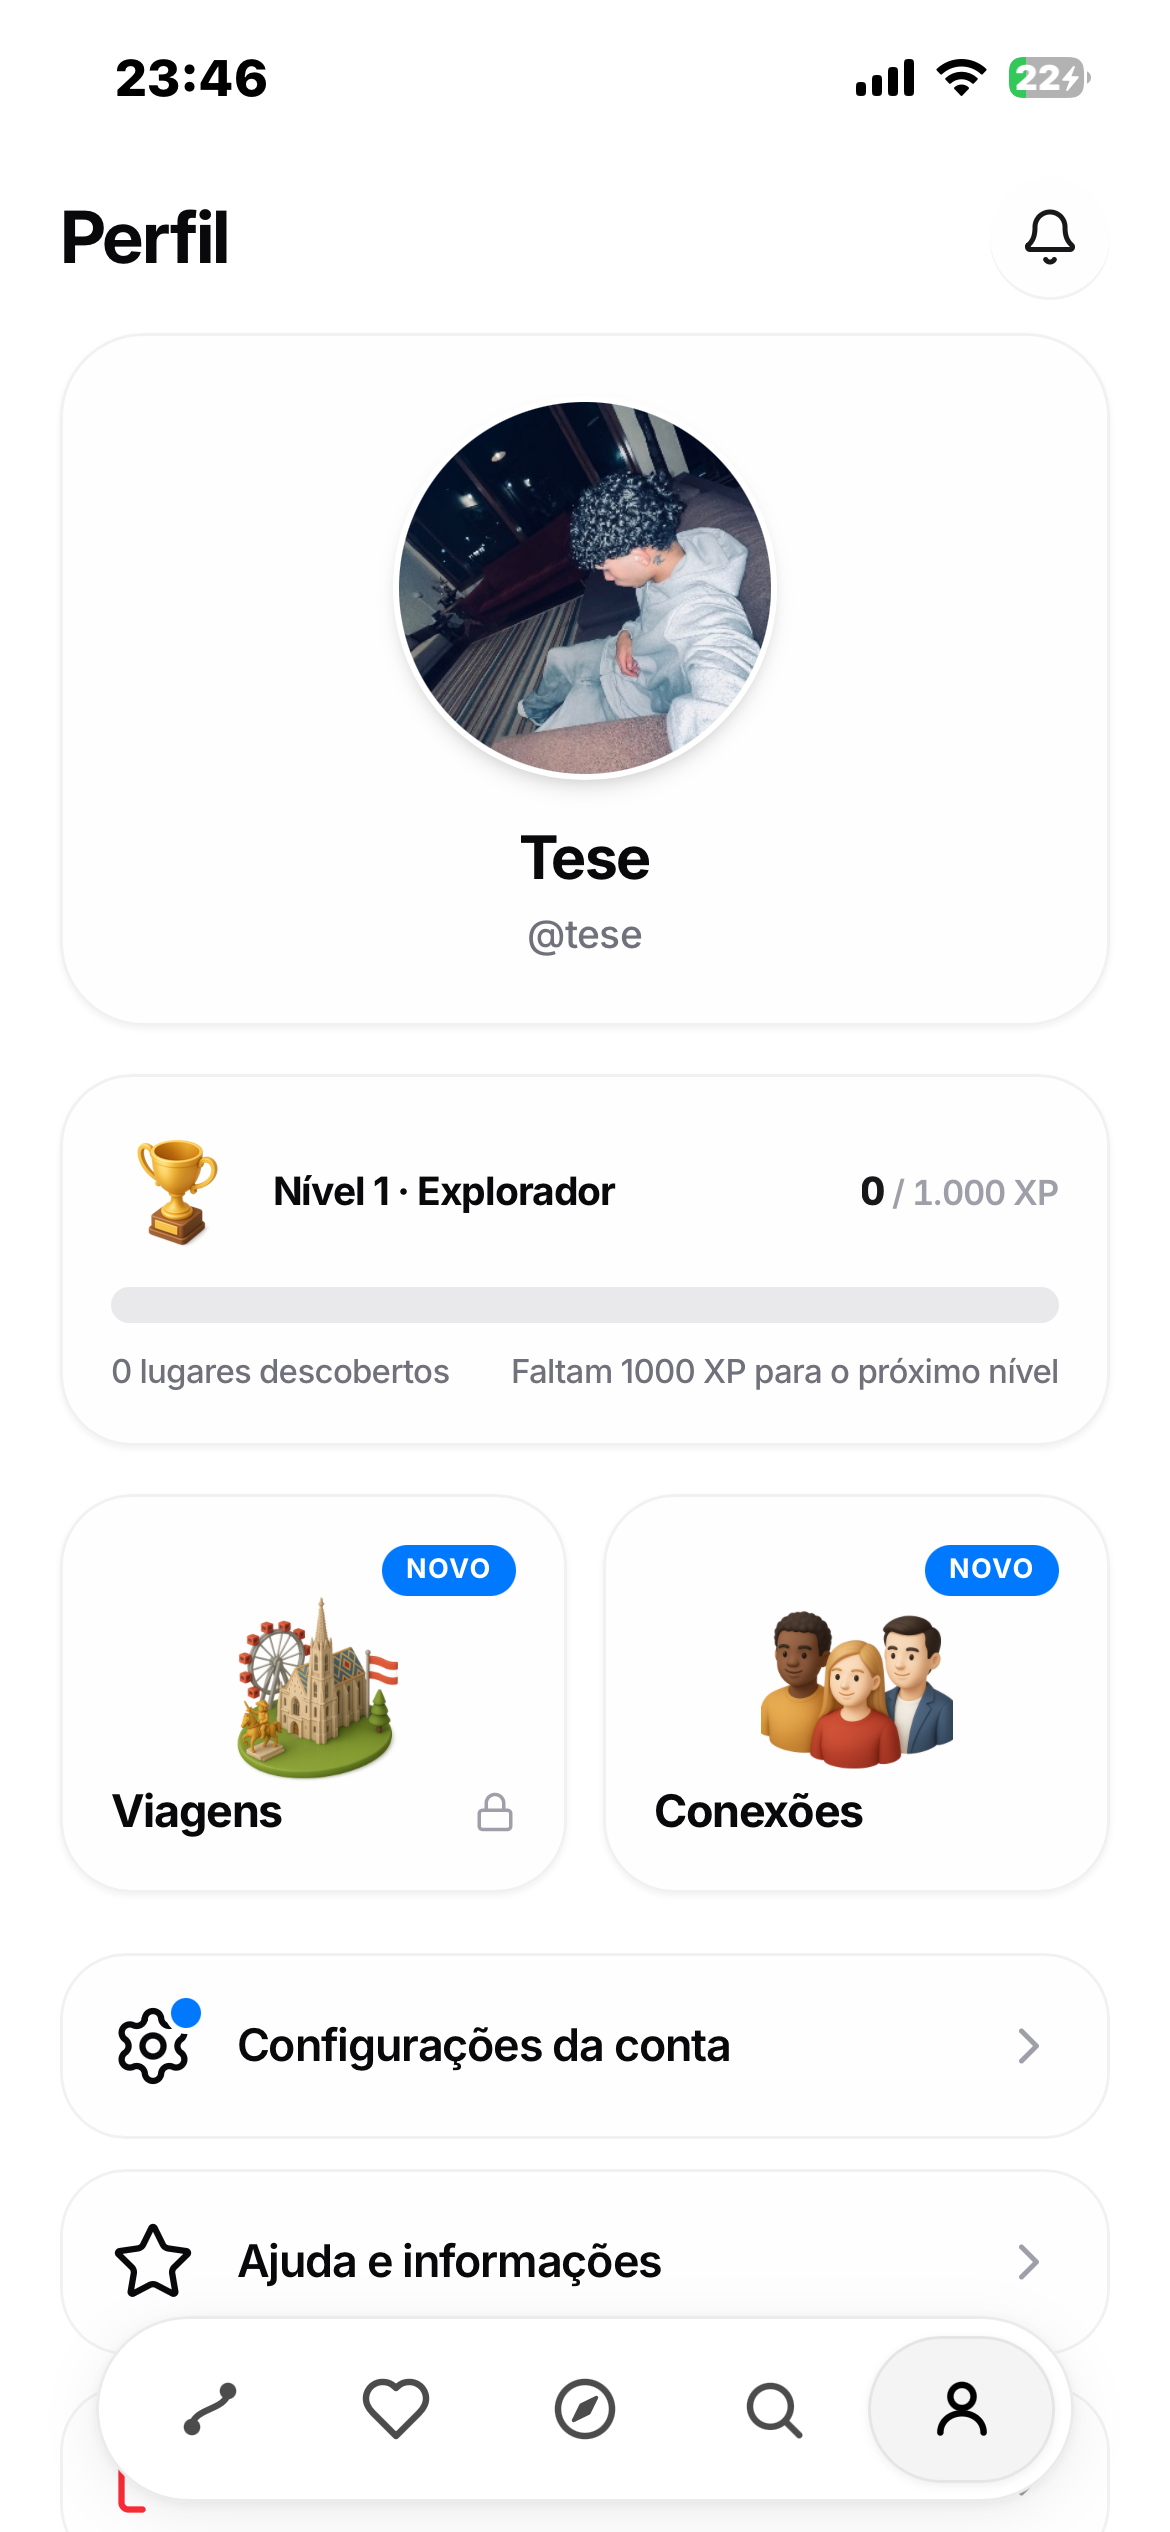 23:46
22
Perfil
Tese
@tese
Nível 1 · Explorador
0 / 1.000 XP
0 lugares descobertos
Faltam 1000 XP para o próximo nível
NOVO
Viagens
NOVO
Conexões
Configurações da conta
Ajuda e informações